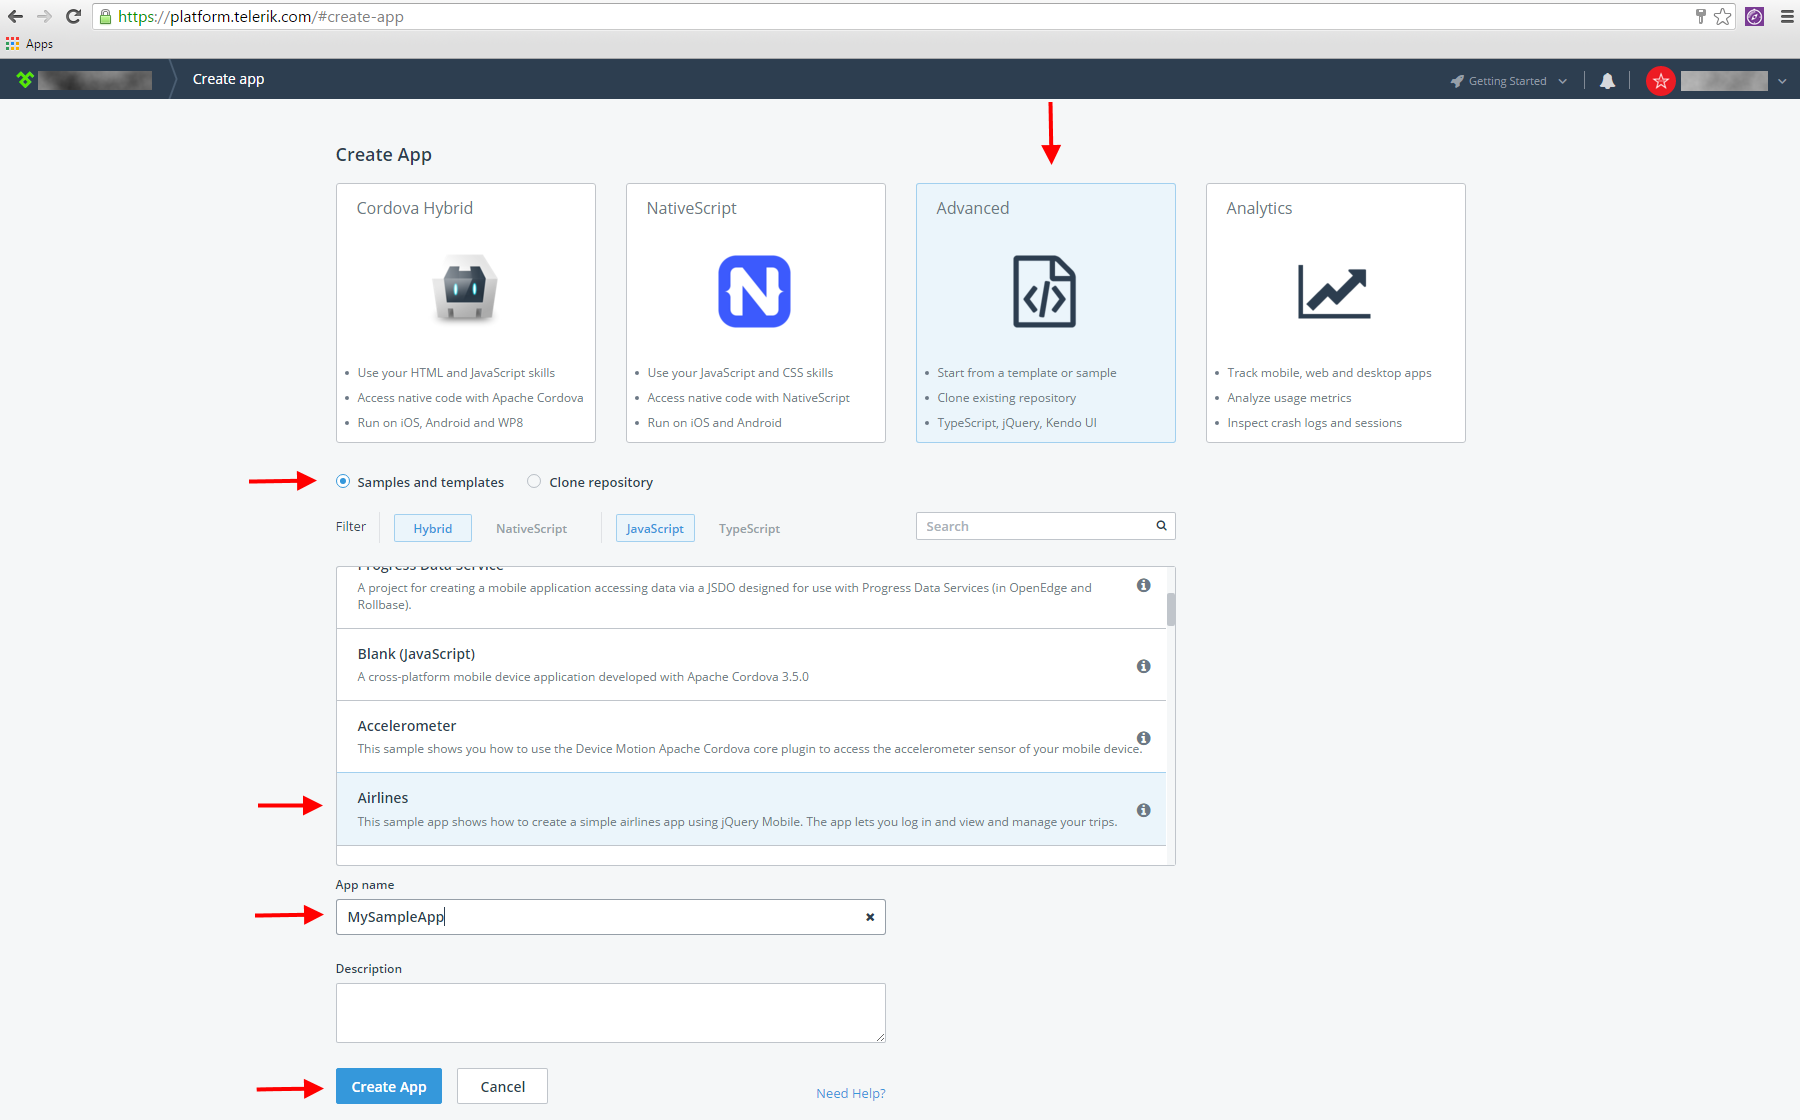 https://platform.telerik.com/#create-app
Apps
Create app
Getting Started
Create App
Cordova Hybrid
Use your HTML and JavaScript skills
Access native code with Apache Cordova
Run on iOS, Android and WP8
NativeScript
N
Use your JavaScript and CSS skills
Access native code with NativeScript
Run on iOS and Android
Advanced
</>
Start from a template or sample
Clone existing repository
TypeScript, jQuery, Kendo UI
Analytics
Track mobile, web and desktop apps
Analyze usage metrics
Inspect crash logs and sessions
Samples and templates
Clone repository
Filter
Hybrid
NativeScript
JavaScript
TypeScript
Search
Progress Data Service
A project for creating a mobile application accessing data via a JSDO designed for use with Progress Data Services (in OpenEdge and
Rollbase).
Blank (JavaScript)
A cross-platform mobile device application developed with Apache Cordova 3.5.0
Accelerometer
This sample shows you how to use the Device Motion Apache Cordova core plugin to access the accelerometer sensor of your mobile device.
Airlines
This sample app shows how to create a simple airlines app using jQuery Mobile. The app lets you log in and view and manage your trips.
App name
MySampleApp
Description
Create App
Cancel
Need Help?